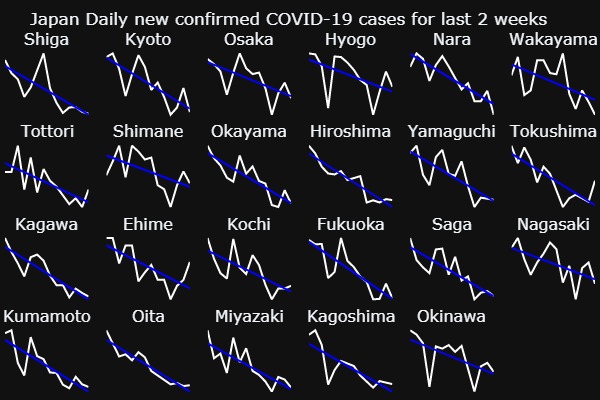 Japan Daily new confirmed COVID-19 cases for last 2 weeks
Shiga Kyoto Osaka Hyogo Nara Wakayama
Tottori Shimane Okayama Hiroshima Yamaguchi Tokushima
Kagawa Ehime Kochi Fukuoka Saga Nagasaki
Kumamoto Oita Miyazaki Kagoshima Okinawa